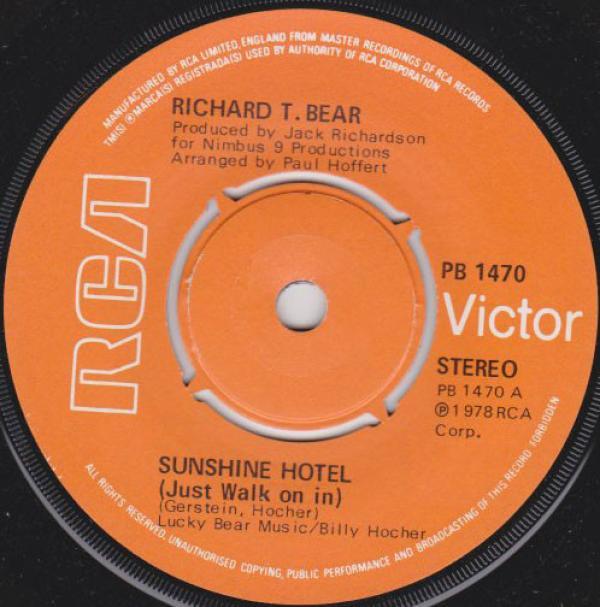 MANUFACTURED BY RCA LIMITED, ENGLAND FROM MASTER RECORDINGS OF RCA RECORDS
TM(S) ® MARCA(S) REGISTRADA(S) USED BY AUTHORITY OF RCA CORPORATION
RICHARD T. BEAR
Produced by Jack Richardson
for Nimbus 9 Productions
Arranged by Paul Hoffert
RCA
PB 1470
Victor
STEREO
PB 1470 A
℗1978 RCA
Corp.
SUNSHINE HOTEL
(Just Walk on in)
(Gerstein, Hocher)
Lucky Bear Music/Billy Hocher
ALL RIGHTS RESERVED, UNAUTHORISED COPYING, PUBLIC PERFORMANCE AND BROADCASTING OF THIS RECORD FORBIDDEN